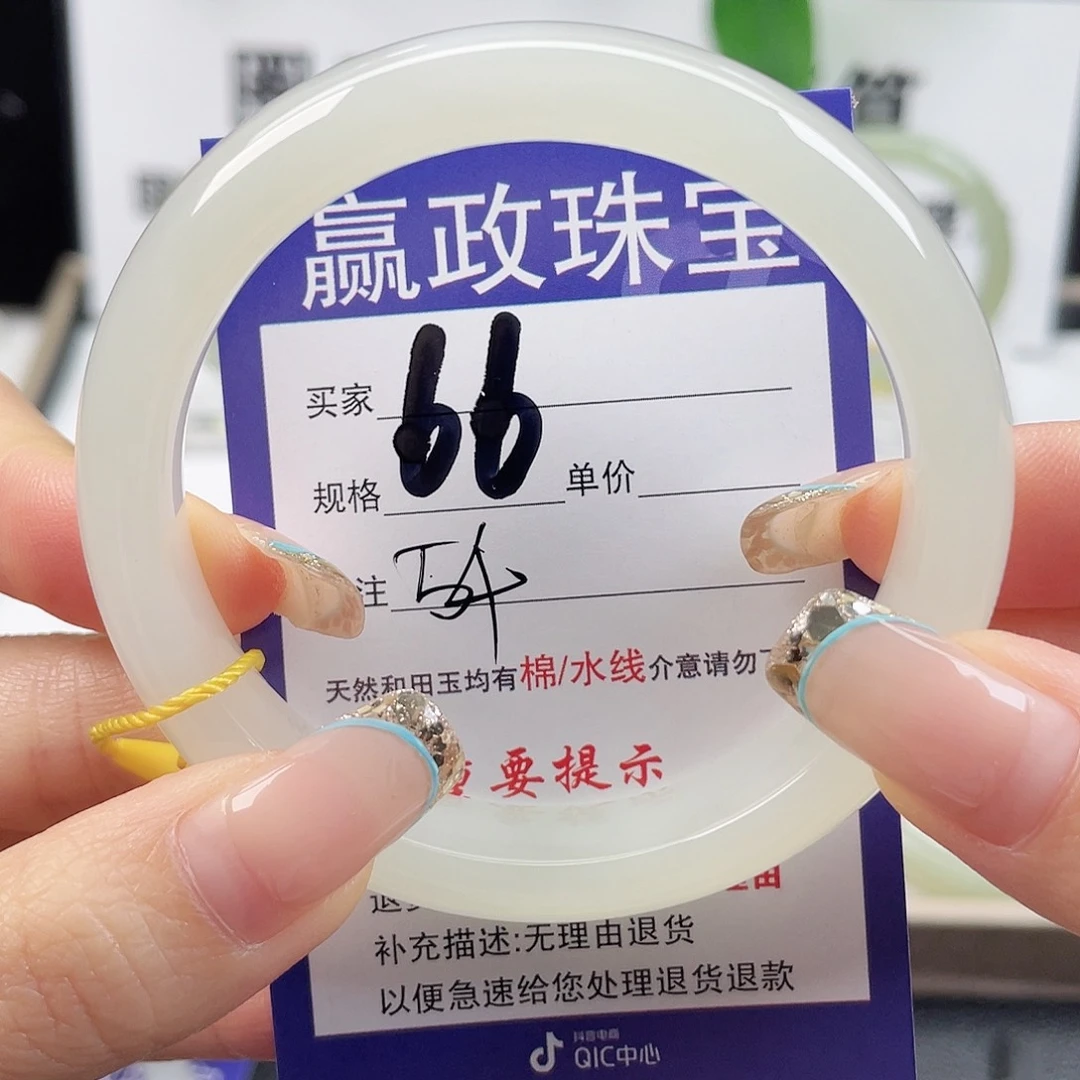 赢政珠宝
买家
66
规格 单价
注
天然和田玉均有棉/水线介意请勿
要提示
补充描述:无理由退货
以便急速给您处理退货退款
抖音电商
QIC中心